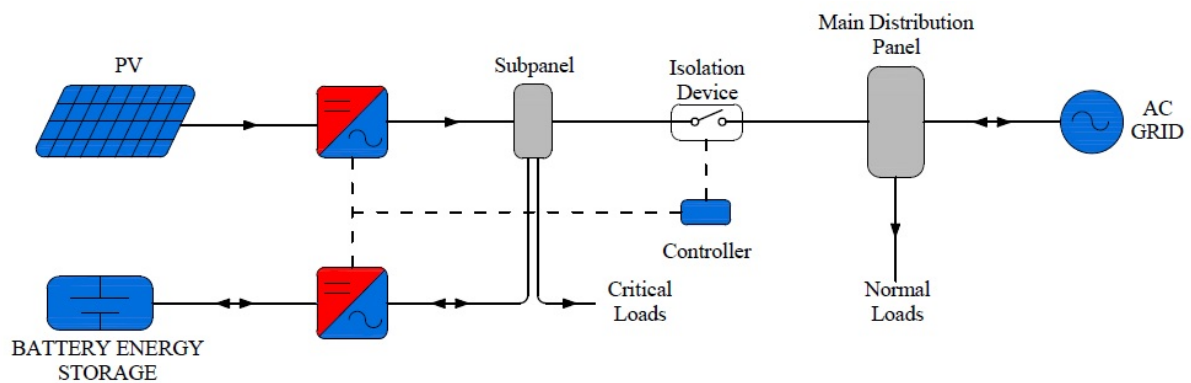 PV
Subpanel
Isolation
Device
Main Distribution
Panel
AC
GRID
Controller
BATTERY ENERGY
STORAGE
Critical
Loads
Normal
Loads